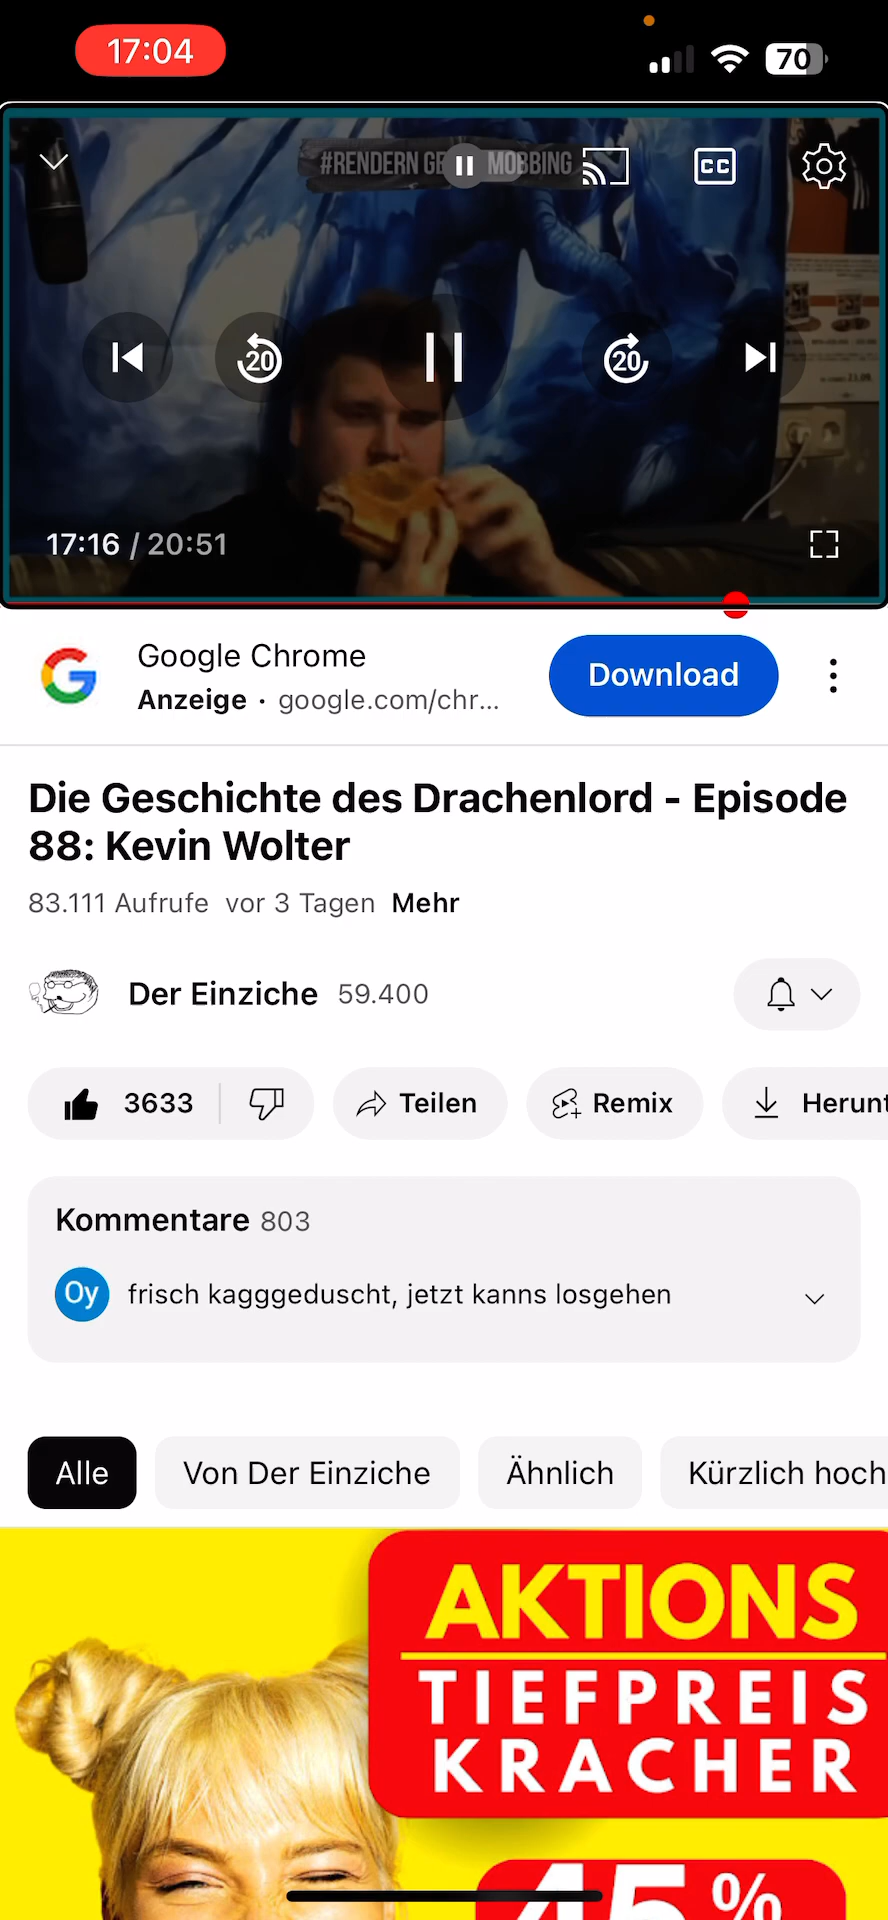 17:04
70
#RENDERN GE MOBBING
CC
20
20
17:16 / 20:51
Google Chrome
Anzeige · google.com/chr...
Download
Die Geschichte des Drachenlord - Episode
88: Kevin Wolter
83.111 Aufrufe vor 3 Tagen Mehr
Der Einziche 59.400
3633
Teilen
Remix
Herunt
Kommentare 803
Oy
frisch kagggeduscht, jetzt kanns losgehen
Alle
Von Der Einziche
Ähnlich
Kürzlich hoch
AKTIONS
TIEFPREIS
KRACHER
45%